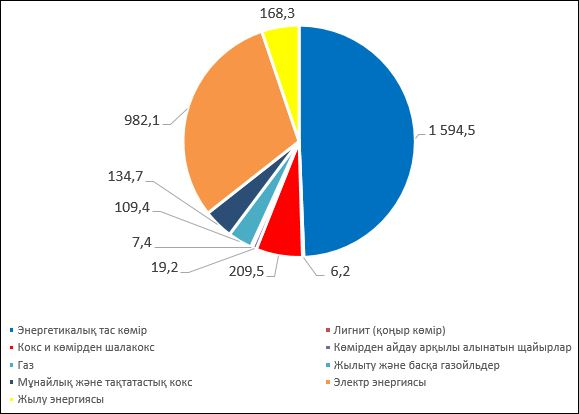 168,3
982,1
1 594,5
134,7
109,4
7,4
19,2
209,5
6,2
Энергетикалық тас көмір
Лигнит (қоңыр көмір)
Кокс и көмірден шалакокс
Көмірден айдау арқылы алынатын щайырлар
Газ
Жылыту және басқа газойльдер
Мұнайлық және тақтатастық кокс
Электр энергиясы
Жылу энергиясы